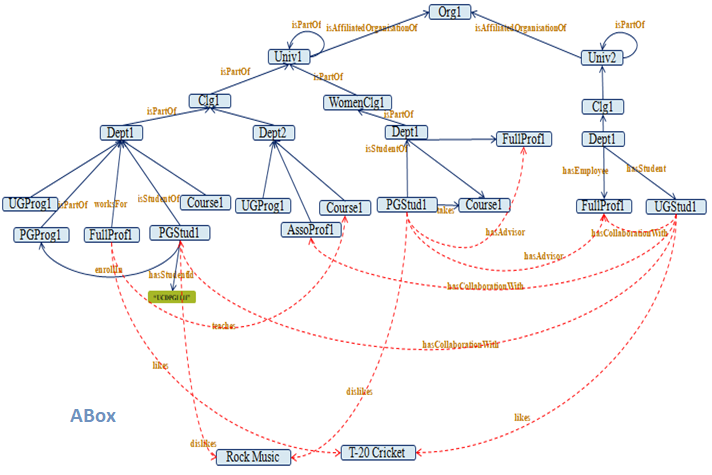 Org1
isPartOf
isAffiliatedOrganisationOf
isAffiliatedOrganisationOf
isPartOf
Univ1
Univ2
isPartOf
isPartOf
Clg1
WomenClg1
Clg1
isPartOf
isPartOf
Dept1
Dept2
Dept1
FullProf1
Dept1
isStudentOf
hasEmployee
hasStudent
UGProg1
isPartOf
worksFor
isStudentOf
Course1
UGProg1
Course1
PGStud1
takes
Course1
FullProf1
UGStud1
PGProg1
FullProf1
PGStud1
AssoProf1
hasAdvisor
hasCollaborationWith
hasAdvisor
enrollIn
hasStudentId
hasCollaborationWith
teaches
hasCollaborationWith
likes
dislikes
likes
ABox
dislikes
Rock Music
T-20 Cricket